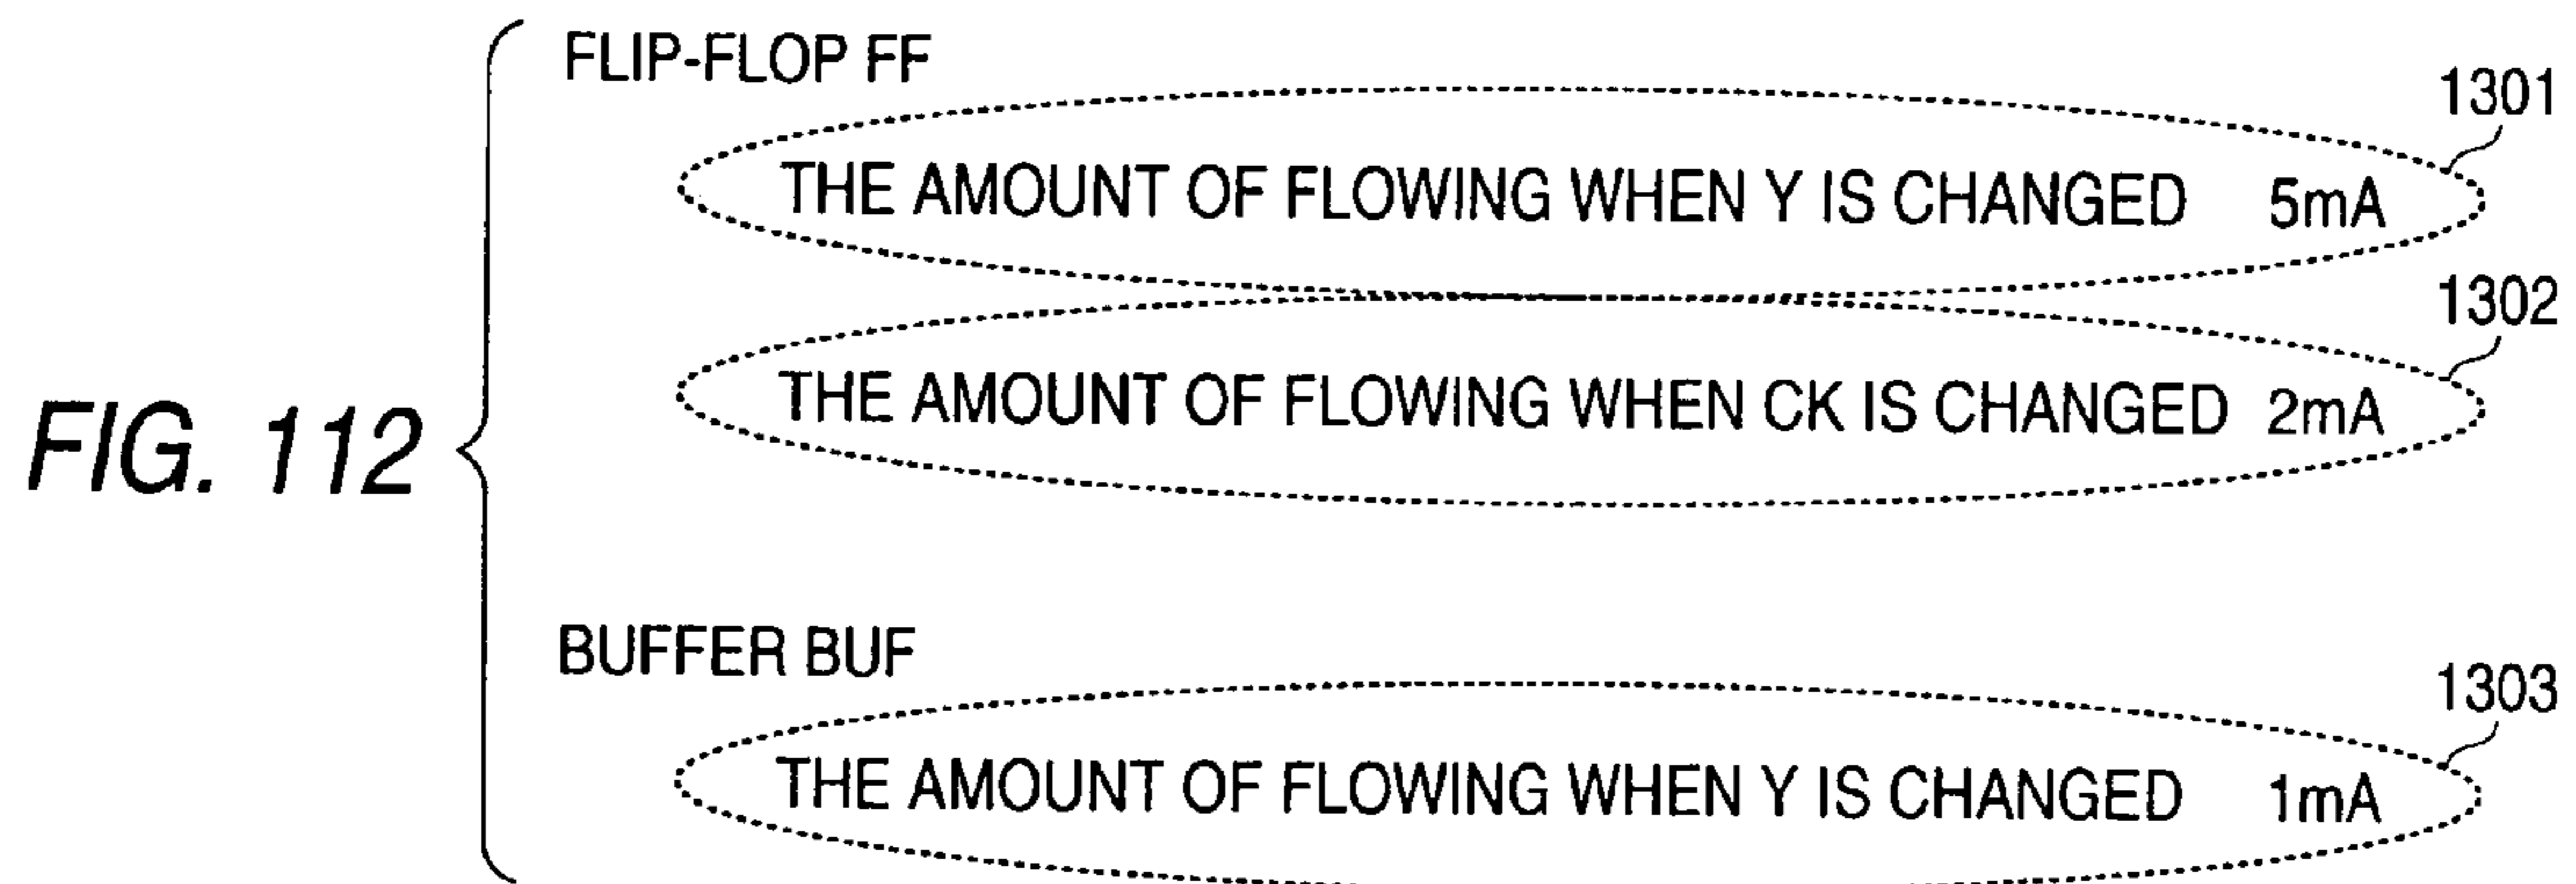 FLIP-FLOP FF
1301
THE AMOUNT OF FLOWING WHEN Y IS CHANGED 5mA
1302
THE AMOUNT OF FLOWING WHEN CK IS CHANGED 2mA
FIG. 112
BUFFER BUF
1303
THE AMOUNT OF FLOWING WHEN Y IS CHANGED 1mA